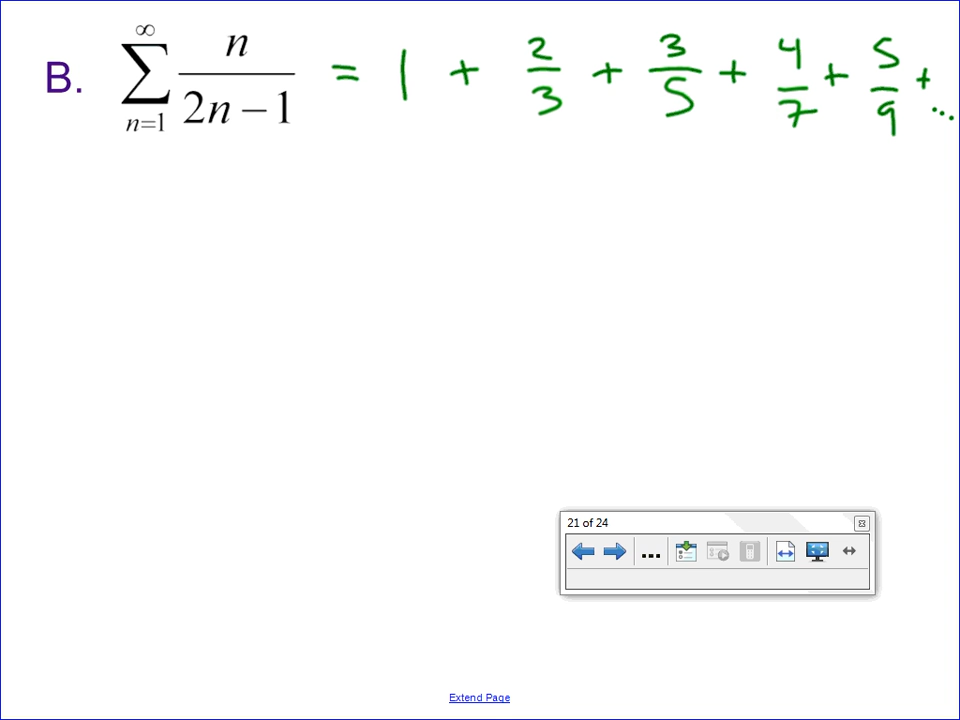 B. ∑_{n=1}^{∞} n/(2n − 1) = 1 + 2/3 + 3/5 + 4/7 + 5/9 + ...
21 of 24
...
Extend Page